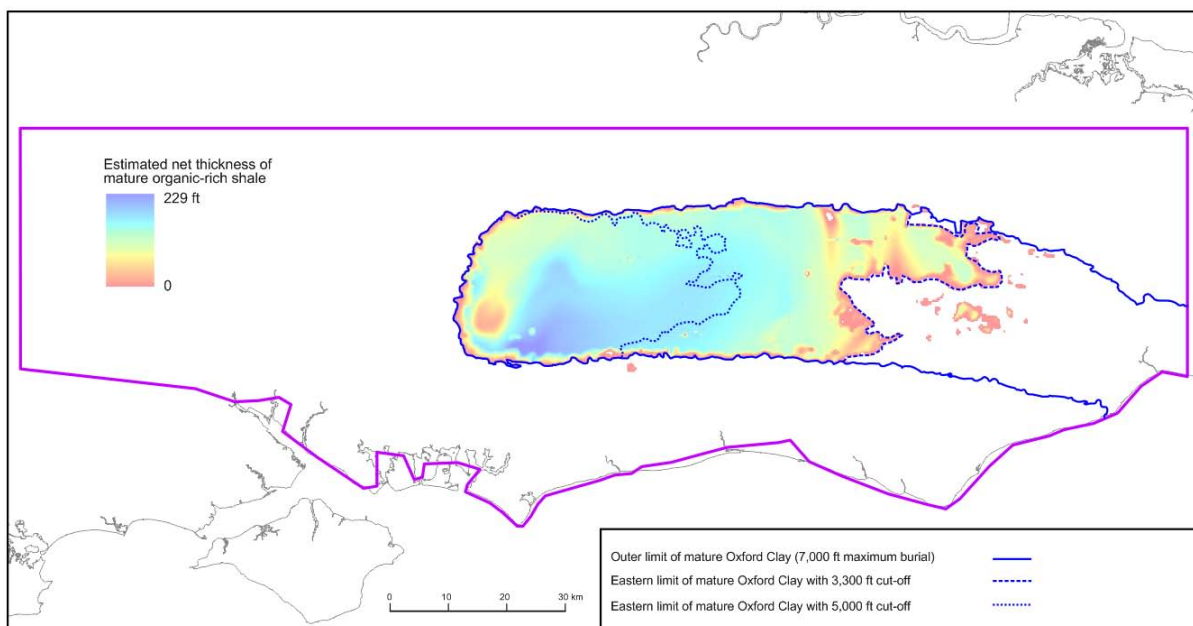 Estimated net thickness of
mature organic-rich shale
229 ft
0
Outer limit of mature Oxford Clay (7,000 ft maximum burial)
Eastern limit of mature Oxford Clay with 3,300 ft cut-off
Eastern limit of mature Oxford Clay with 5,000 ft cut-off
0 10 20 30 km